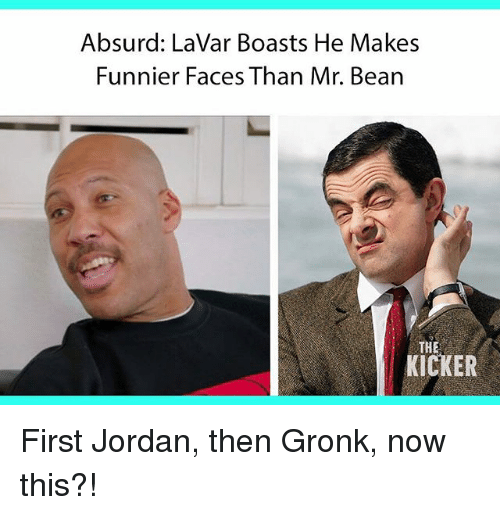 Absurd: LaVar Boasts He Makes
Funnier Faces Than Mr. Bean
THE
KICKER
First Jordan, then Gronk, now
this?!